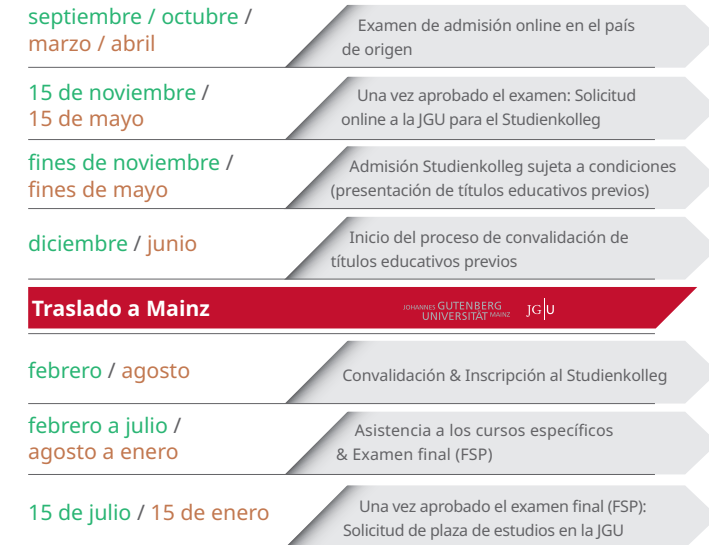 septiembre / octubre /
marzo / abril
Examen de admisión online en el país
de origen
15 de noviembre /
15 de mayo
Una vez aprobado el examen: Solicitud
online a la JGU para el Studienkolleg
fines de noviembre /
fines de mayo
Admisión Studienkolleg sujeta a condiciones
(presentación de títulos educativos previos)
diciembre / junio
Inicio del proceso de convalidación de
títulos educativos previos
Traslado a Mainz
JOHANNES GUTENBERG
UNIVERSITÄT MAINZ
JG|U
febrero / agosto
Convalidación & Inscripción al Studienkolleg
febrero a julio /
agosto a enero
Asistencia a los cursos específicos
& Examen final (FSP)
15 de julio / 15 de enero
Una vez aprobado el examen final (FSP):
Solicitud de plaza de estudios en la JGU